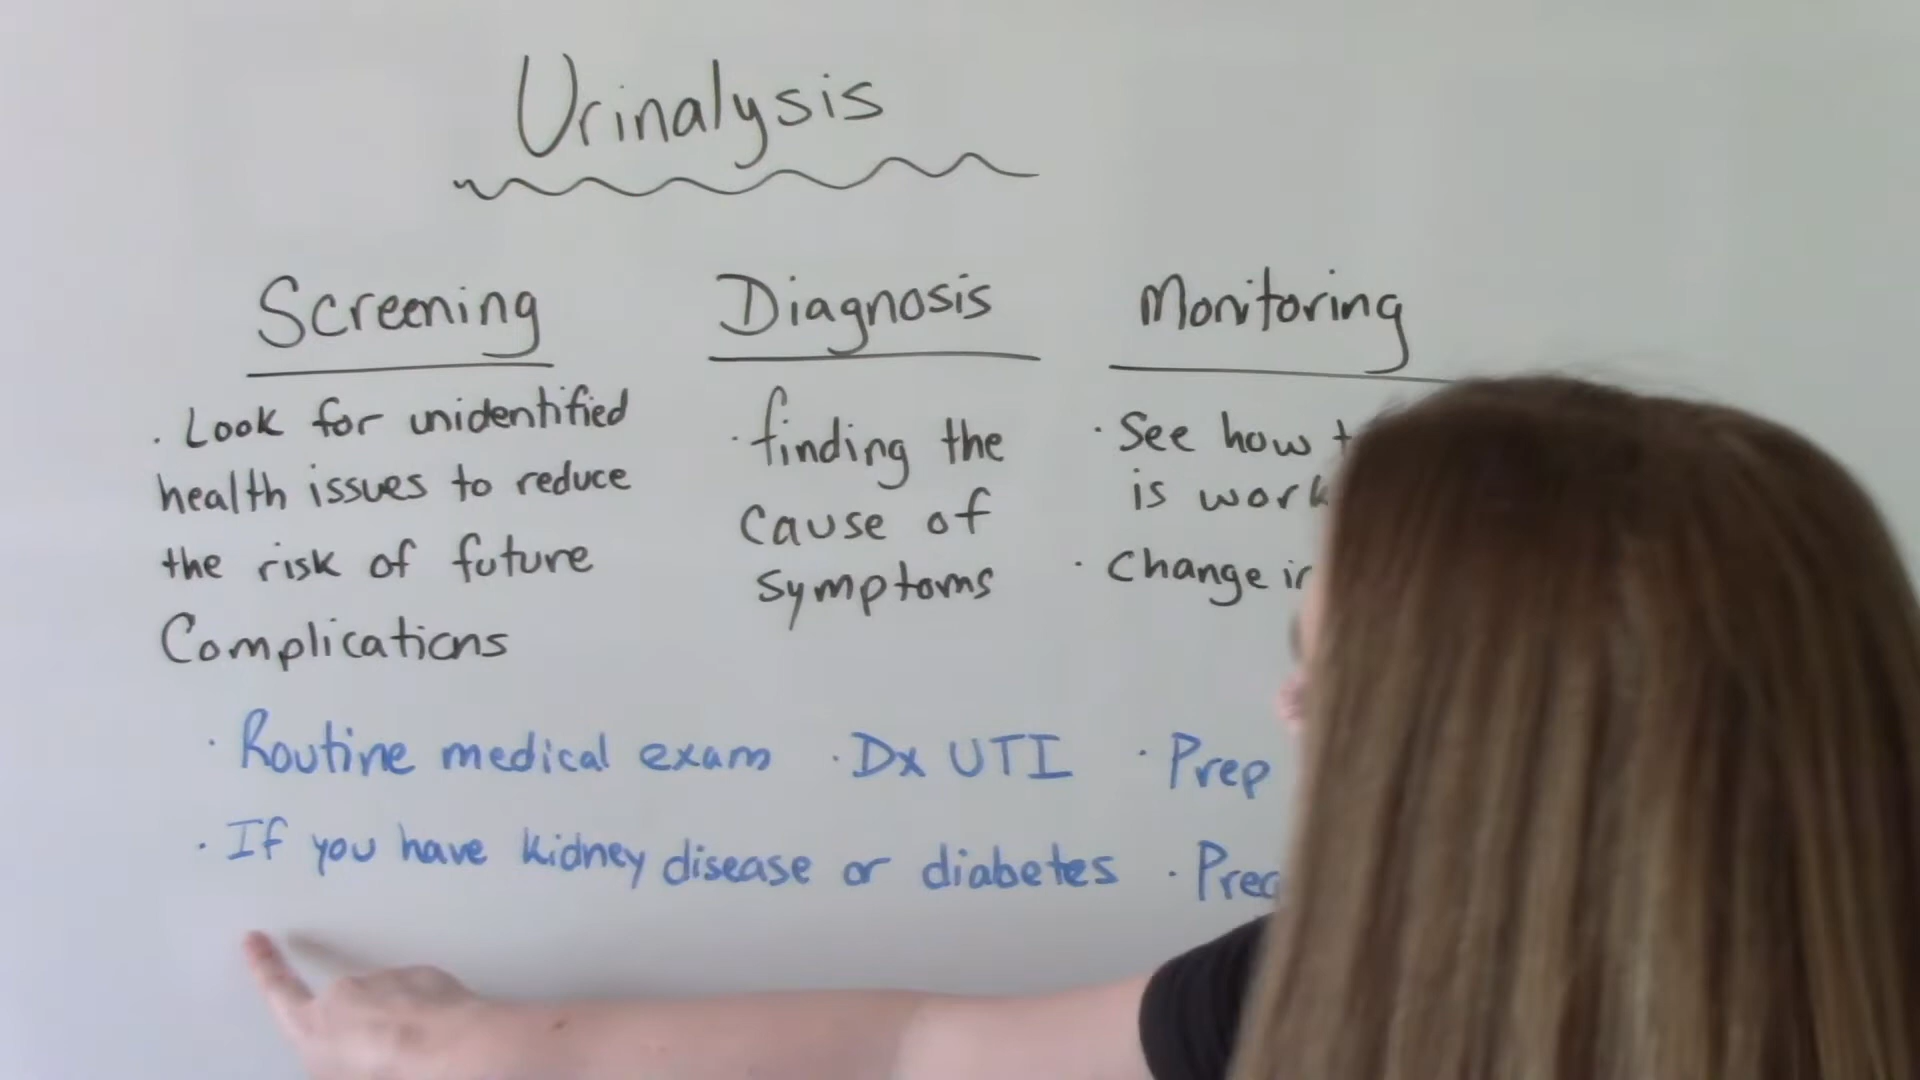 Urinalysis
Screening
· Look for unidentified
health issues to reduce
the risk of future
Complications
Diagnosis
· finding the
cause of
symptoms
Monitoring
· See how
is
· Change
· Routine medical exam · Dx UTI · Prep
· If you have kidney disease or diabetes ·